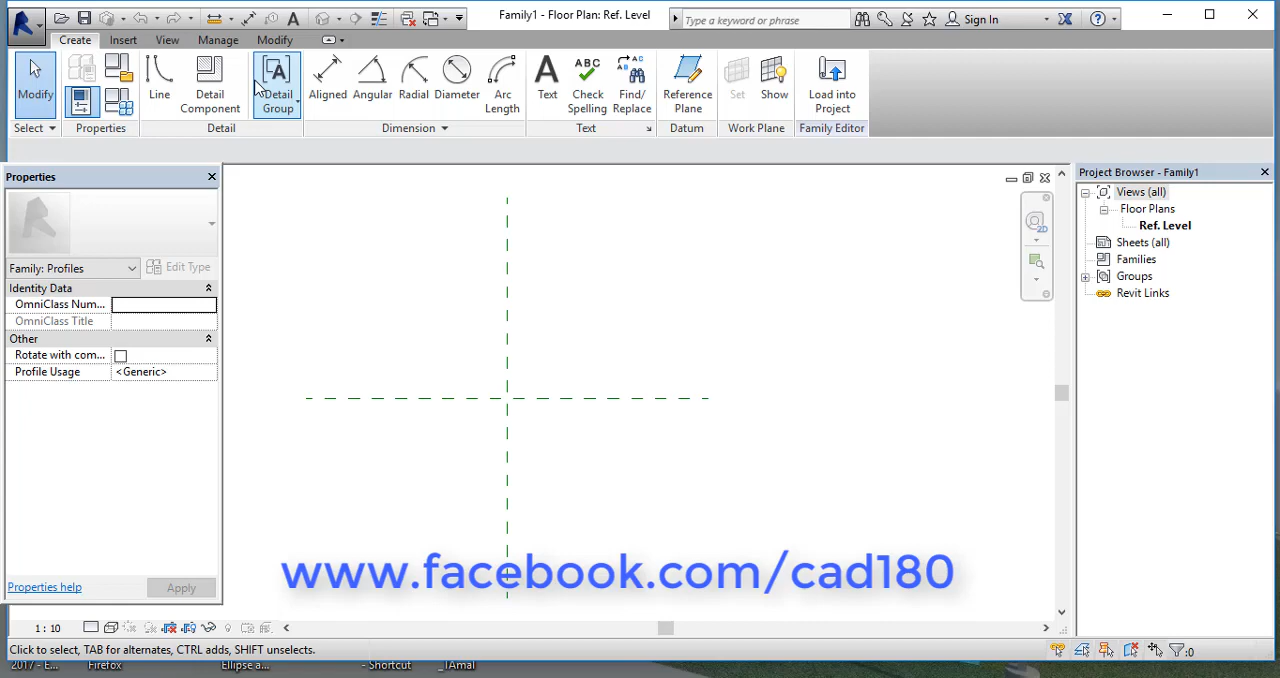 Family1 - Floor Plan: Ref. Level
Type a keyword or phrase
Sign In
Create
Insert
View
Manage
Modify
Modify
Line
Detail
Component
Detail
Group
Aligned
Angular
Radial
Diameter
Arc
Length
Text
Check
Spelling
Find/
Replace
Reference
Plane
Set
Show
Load into
Project
Select
Properties
Detail
Dimension
Text
Datum
Work Plane
Family Editor
Properties
Family: Profiles
Edit Type
Identity Data
OmniClass Num...
OmniClass Title
Other
Rotate with com...
Profile Usage
<Generic>
Properties help
Apply
Project Browser - Family1
Views (all)
Floor Plans
Ref. Level
Sheets (all)
Families
Groups
Revit Links
2D
www.facebook.com/cad180
1 : 10
Click to select, TAB for alternates, CTRL adds, SHIFT unselects.
:0
2017 - E...
Firefox
Ellipse a...
- Shortcut
_TAmal